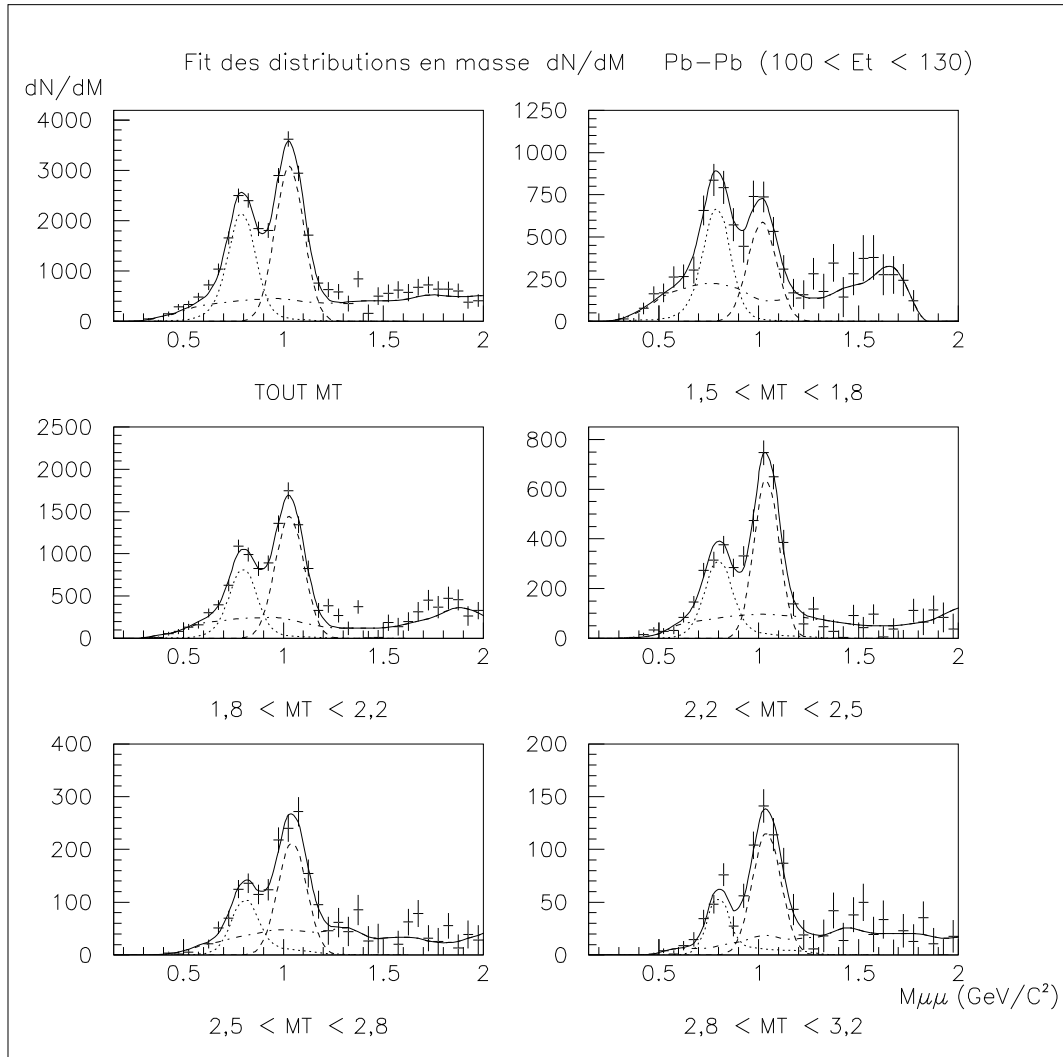 Fit des distributions en masse dN/dM Pb-Pb (100 < Et < 130)
dN/dM
4000
3000
2000
1000
0
0.5 1 1.5 2
TOUT MT
1250
1000
750
500
250
0
0.5 1 1.5 2
1,5 < MT < 1,8
2500
2000
1500
1000
500
0
0.5 1 1.5 2
1,8 < MT < 2,2
800
600
400
200
0
0.5 1 1.5 2
2,2 < MT < 2,5
400
300
200
100
0
0.5 1 1.5 2
2,5 < MT < 2,8
200
150
100
50
0
0.5 1 1.5 2
Mμμ (GeV/C²)
2,8 < MT < 3,2